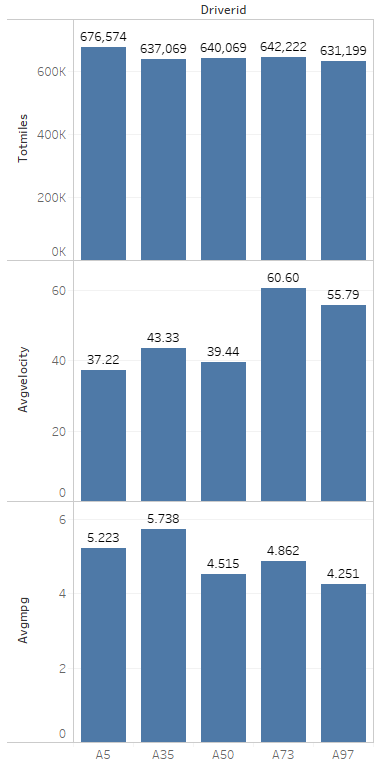 Driverid
Totmiles
600K
400K
200K
0K
676,574 637,069 640,069 642,222 631,199
Avgvelocity
60
40
20
0
37.22 43.33 39.44 60.60 55.79
Avgmpg
6
4
2
0
5.223 5.738 4.515 4.862 4.251
A5 A35 A50 A73 A97